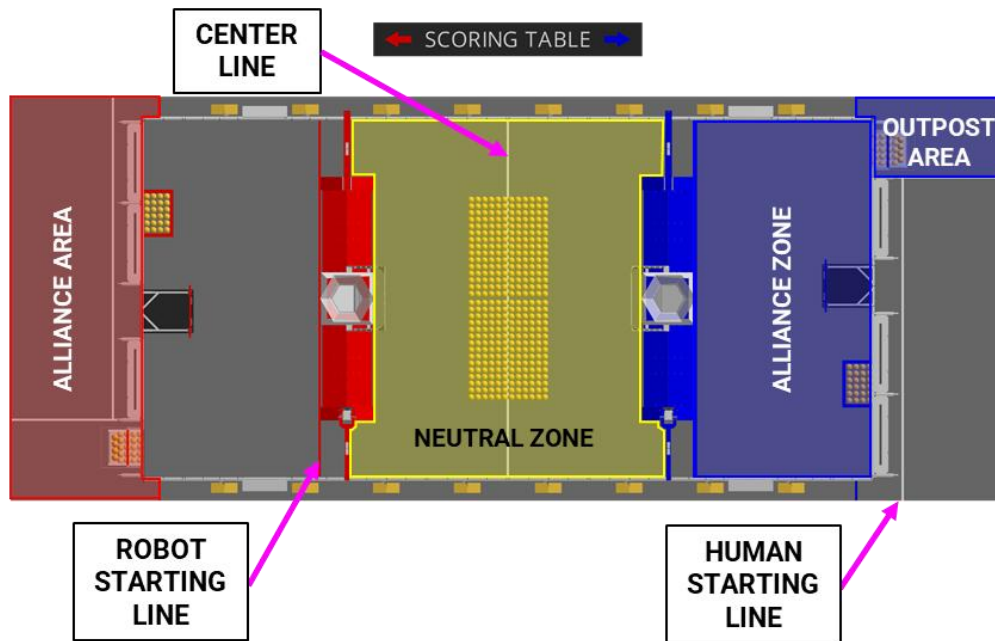 CENTER
LINE
SCORING TABLE
OUTPOST
AREA
ALLIANCE AREA
ALLIANCE ZONE
NEUTRAL ZONE
ROBOT
STARTING
LINE
HUMAN
STARTING
LINE